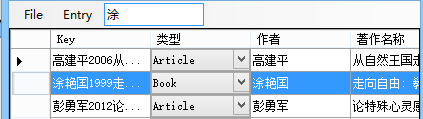 File Entry 涂
Key 类型 作者 著作名称
高建平2006从... Article 高建平 从自然王国走
涂艳国1999走... Book 涂艳国 走向自由：
彭勇军2012论... Article 彭勇军 论特殊心灵感